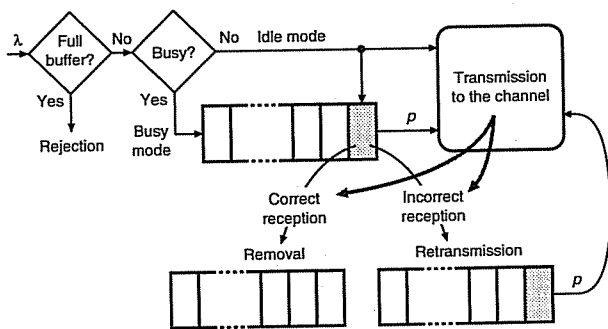 λ
Full
buffer?
No
Busy?
No Idle mode
Yes
Rejection
Yes
Busy
mode
p
Transmission
to the channel
Correct
reception
Incorrect
reception
Removal
Retransmission
p